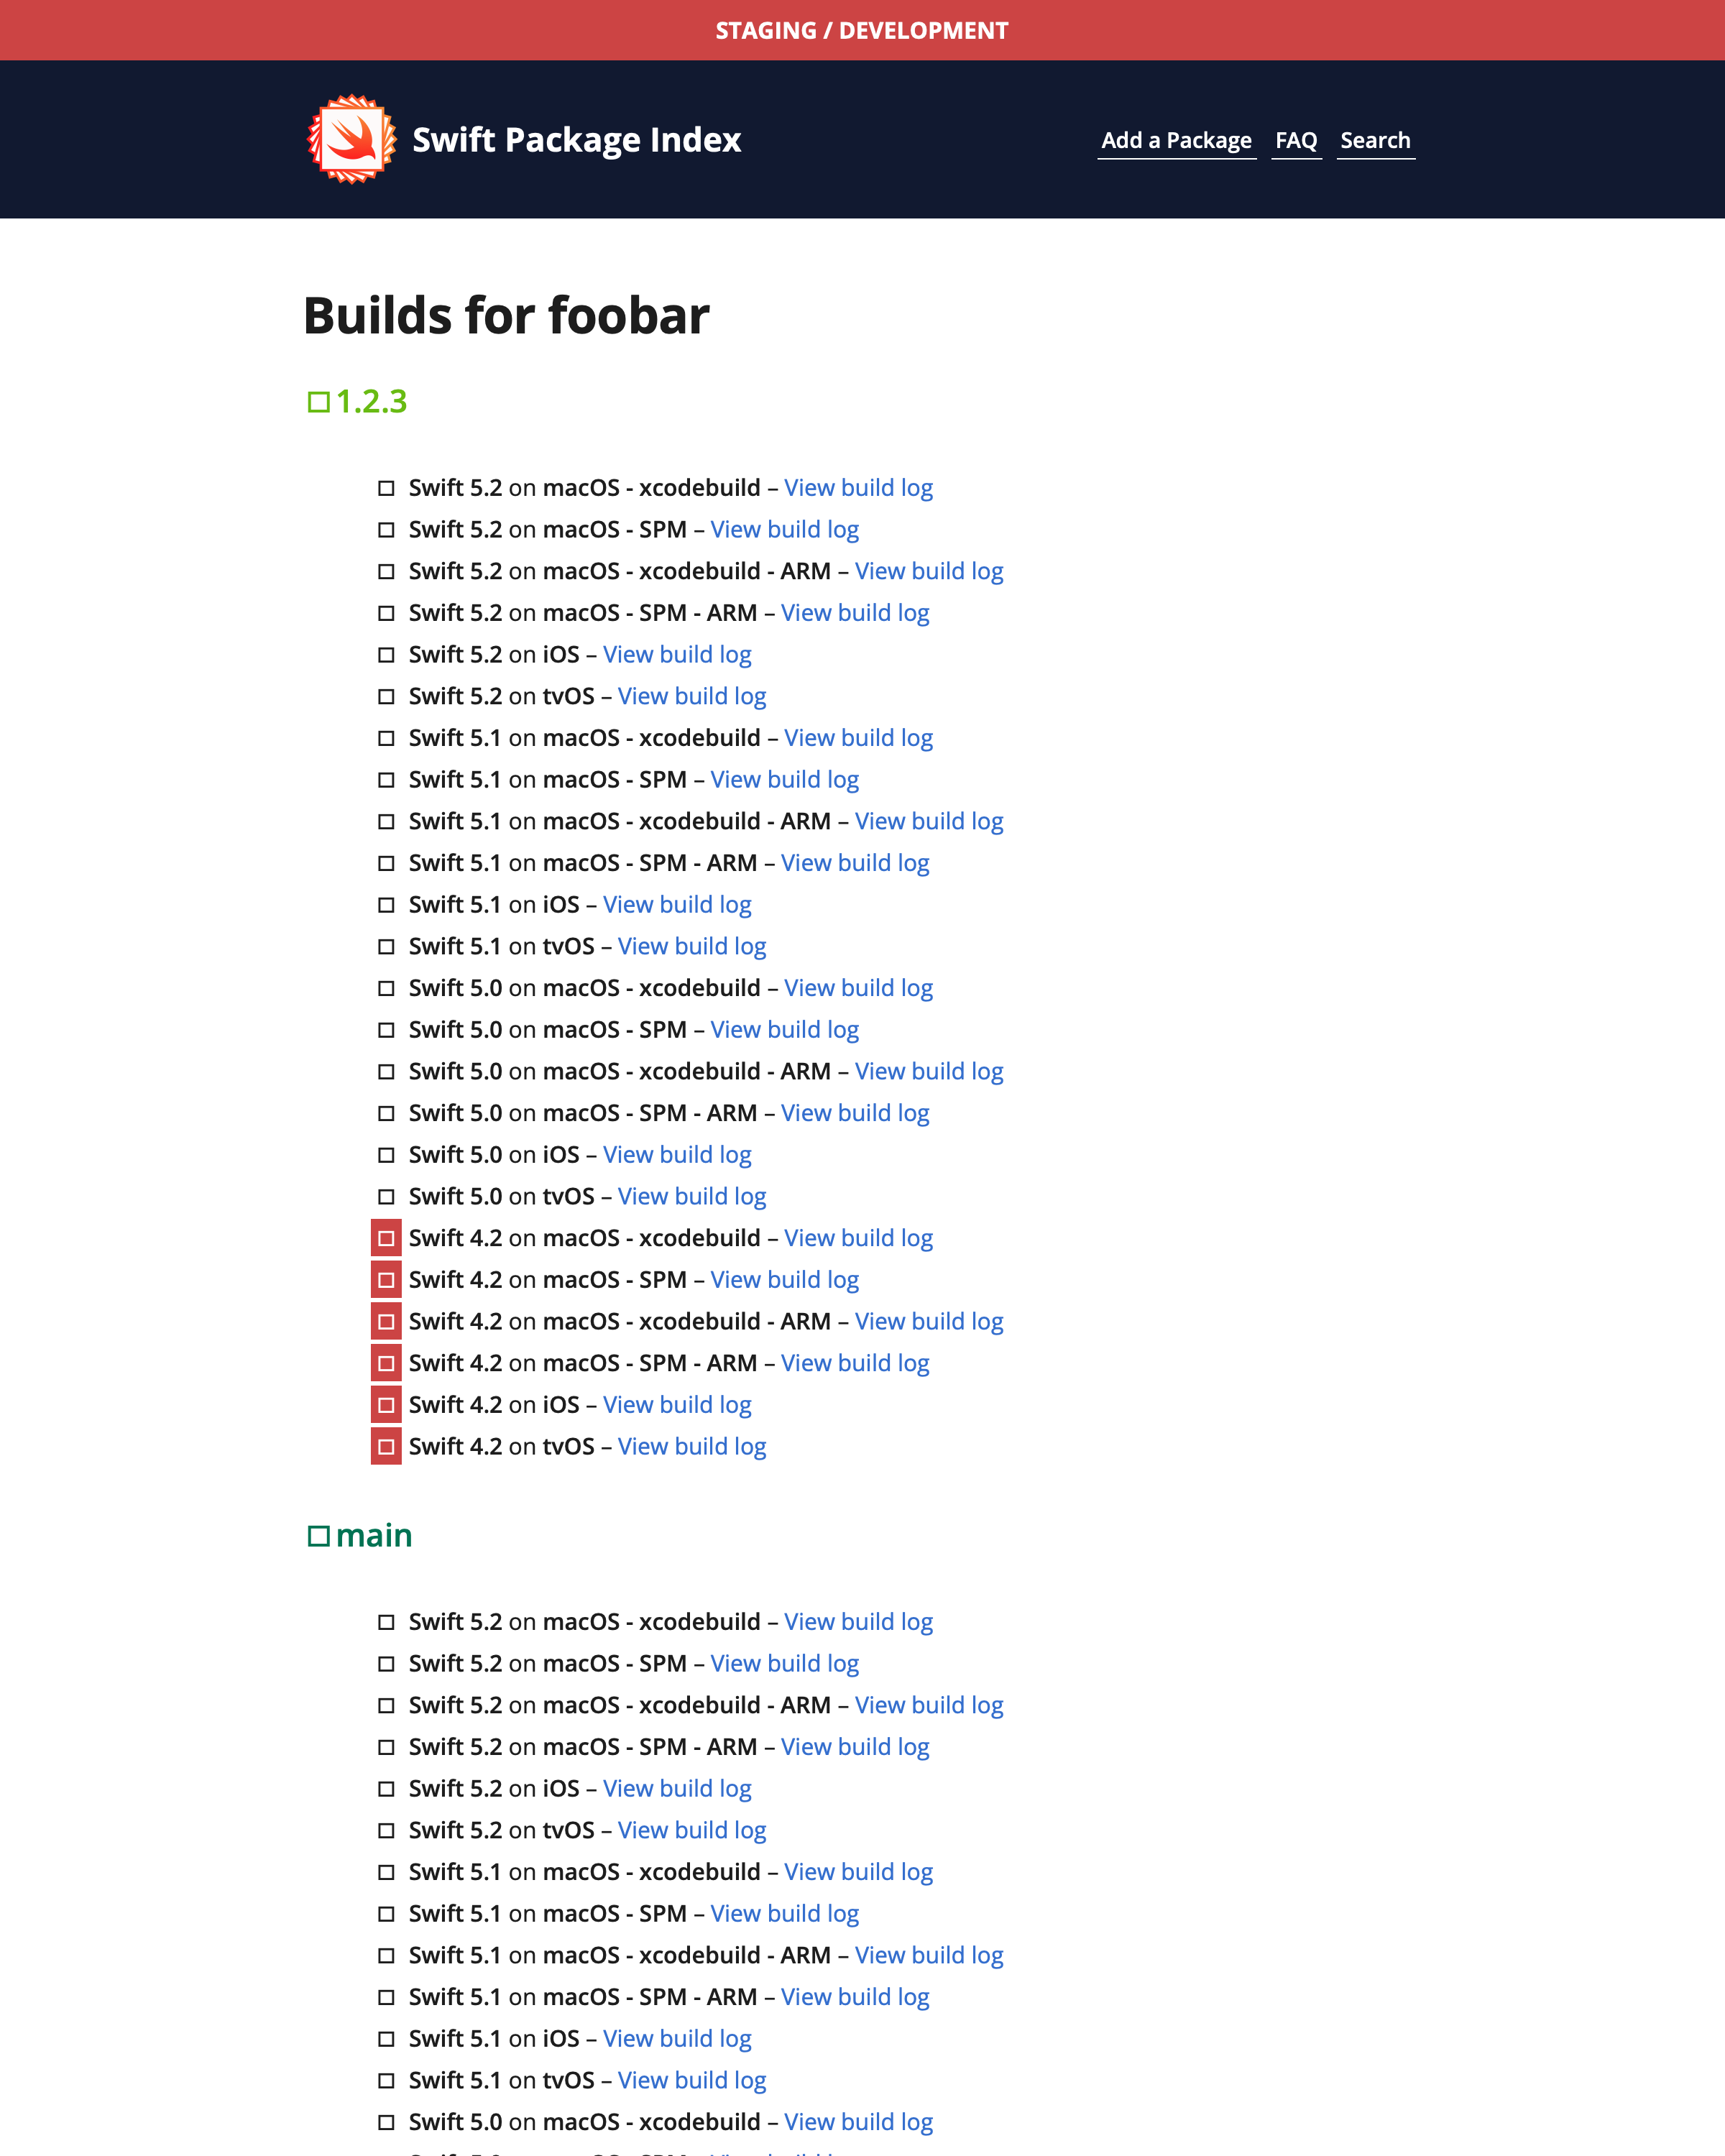 STAGING / DEVELOPMENT
Swift Package Index
Add a Package FAQ Search
Builds for foobar
1.2.3
Swift 5.2 on macOS - xcodebuild – View build log
Swift 5.2 on macOS - SPM – View build log
Swift 5.2 on macOS - xcodebuild - ARM – View build log
Swift 5.2 on macOS - SPM - ARM – View build log
Swift 5.2 on iOS – View build log
Swift 5.2 on tvOS – View build log
Swift 5.1 on macOS - xcodebuild – View build log
Swift 5.1 on macOS - SPM – View build log
Swift 5.1 on macOS - xcodebuild - ARM – View build log
Swift 5.1 on macOS - SPM - ARM – View build log
Swift 5.1 on iOS – View build log
Swift 5.1 on tvOS – View build log
Swift 5.0 on macOS - xcodebuild – View build log
Swift 5.0 on macOS - SPM – View build log
Swift 5.0 on macOS - xcodebuild - ARM – View build log
Swift 5.0 on macOS - SPM - ARM – View build log
Swift 5.0 on iOS – View build log
Swift 5.0 on tvOS – View build log
Swift 4.2 on macOS - xcodebuild – View build log
Swift 4.2 on macOS - SPM – View build log
Swift 4.2 on macOS - xcodebuild - ARM – View build log
Swift 4.2 on macOS - SPM - ARM – View build log
Swift 4.2 on iOS – View build log
Swift 4.2 on tvOS – View build log
main
Swift 5.2 on macOS - xcodebuild – View build log
Swift 5.2 on macOS - SPM – View build log
Swift 5.2 on macOS - xcodebuild - ARM – View build log
Swift 5.2 on macOS - SPM - ARM – View build log
Swift 5.2 on iOS – View build log
Swift 5.2 on tvOS – View build log
Swift 5.1 on macOS - xcodebuild – View build log
Swift 5.1 on macOS - SPM – View build log
Swift 5.1 on macOS - xcodebuild - ARM – View build log
Swift 5.1 on macOS - SPM - ARM – View build log
Swift 5.1 on iOS – View build log
Swift 5.1 on tvOS – View build log
Swift 5.0 on macOS - xcodebuild – View build log